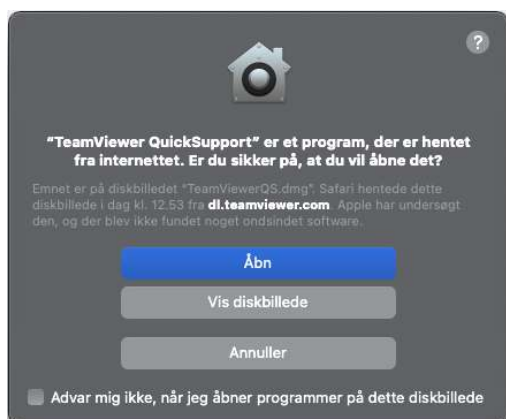 ?
“TeamViewer QuickSupport” er et program, der er hentet
fra internettet. Er du sikker på, at du vil åbne det?
Emnet er på diskbilledet “TeamViewerQS.dmg”. Safari hentede dette
diskbillede i dag kl. 12.53 fra dl.teamviewer.com. Apple har undersøgt
den, og der blev ikke fundet noget ondsindet software.
Åbn
Vis diskbillede
Annuller
Advar mig ikke, når jeg åbner programmer på dette diskbillede